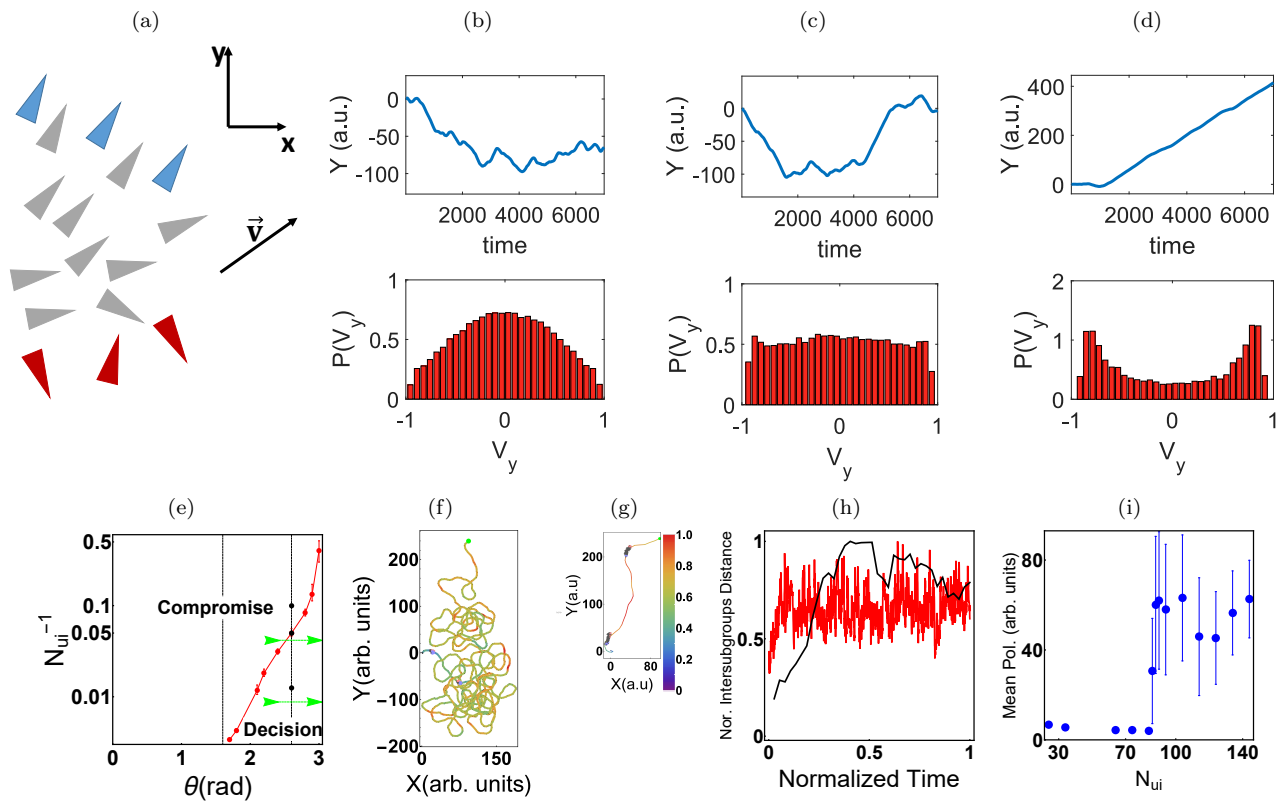 (a)
y
x
v
(b)
Y (a.u.)
0
-50
-100
2000 4000 6000
time
P(V_y)
1
0.5
0
-1 0 1
V_y
(c)
Y (a.u.)
0
-50
-100
2000 4000 6000
time
P(V_y)
1
0.5
0
-1 0 1
V_y
(d)
Y (a.u.)
400
200
0
2000 4000 6000
time
P(V_y)
2
1
0
-1 0 1
V_y
(e)
N_ui^-1
0.5
0.1
0.05
0.01
Compromise
Decision
0 1 2 3
θ(rad)
(f)
Y(arb. units)
200
100
0
−100
−200
0 150
X(arb. units)
(g)
Y(a.u)
200
100
0
0 80
X(a.u)
1.0
0.8
0.6
0.4
0.2
0
(h)
Nor. Intersubgroups Distance
1
0.5
0 0.5 1
Normalized Time
(i)
Mean Pol. (arb. units)
80
40
0
30 70 100 140
N_ui